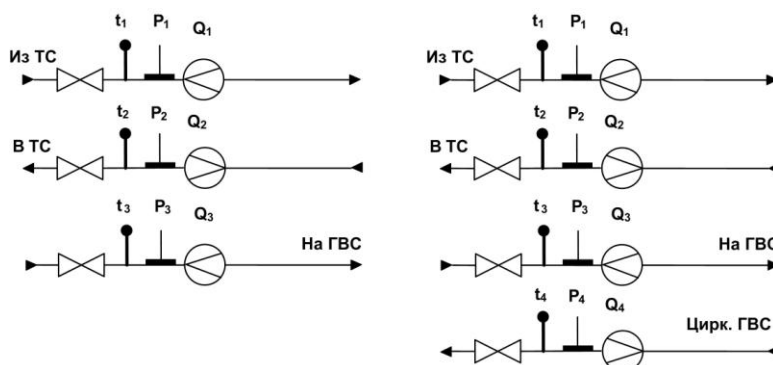 t₁ P₁ Q₁
Из ТС
t₂ P₂ Q₂
В ТС
t₃ P₃ Q₃
На ГВС
t₁ P₁ Q₁
Из ТС
t₂ P₂ Q₂
В ТС
t₃ P₃ Q₃
На ГВС
t₄ P₄ Q₄
Цирк. ГВС